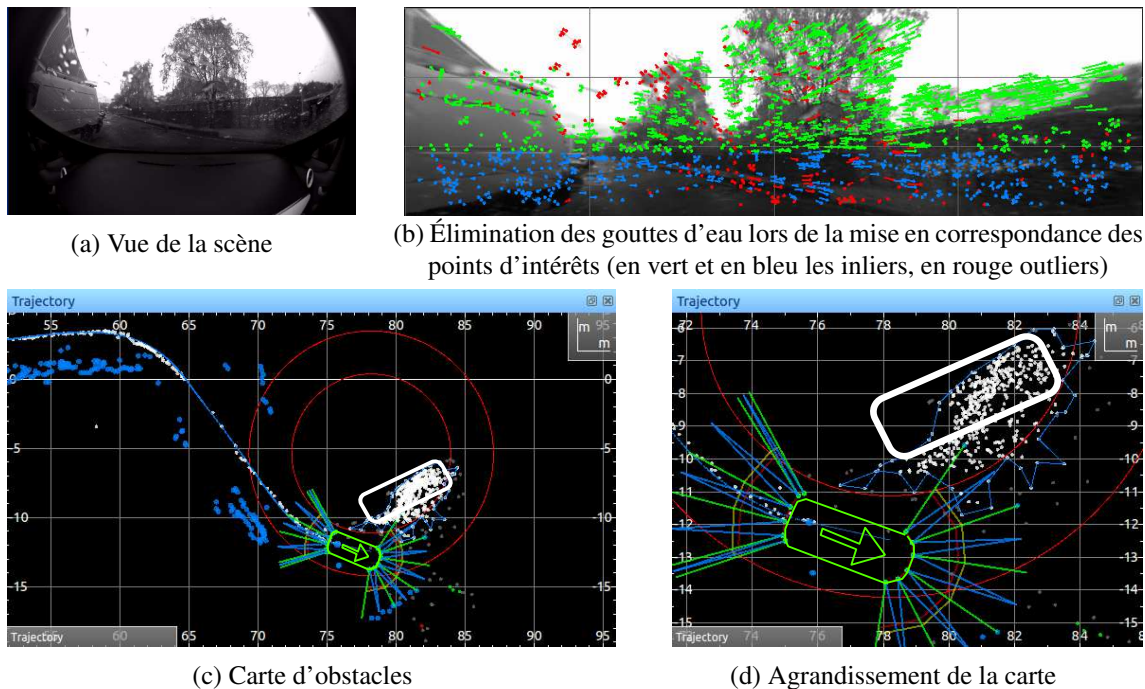 (a) Vue de la scène
(b) Élimination des gouttes d'eau lors de la mise en correspondance des
points d'intérêts (en vert et en bleu les inliers, en rouge outliers)
Trajectory
55 60 65 70 75 80 85 90 95
m
m
0
-5
-10
-15
Trajectory
60 65 70 75 80 85 90 95
(c) Carte d'obstacles
Trajectory
72 74 76 78 80 82 84
m
m
-6
-7
-8
-9
-10
-11
-12
-13
-14
-15
Trajectory
74 76 78 80 82 84 86
(d) Agrandissement de la carte